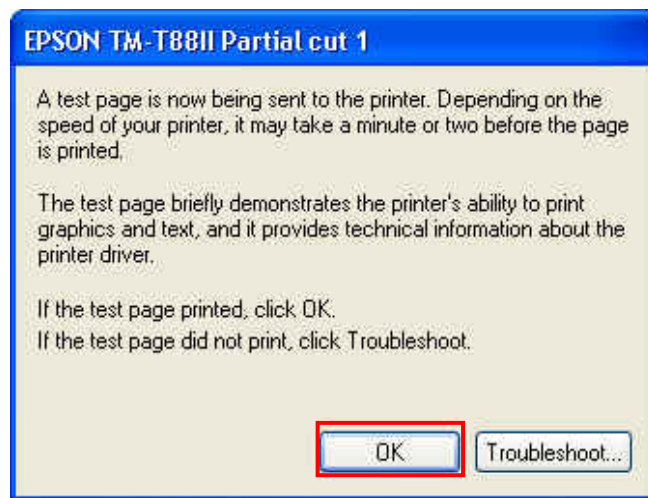 EPSON TM-T88II Partial cut 1
A test page is now being sent to the printer. Depending on the
speed of your printer, it may take a minute or two before the page
is printed.
The test page briefly demonstrates the printer's ability to print
graphics and text, and it provides technical information about the
printer driver.
If the test page printed, click OK.
If the test page did not print, click Troubleshoot.
OK
Troubleshoot...